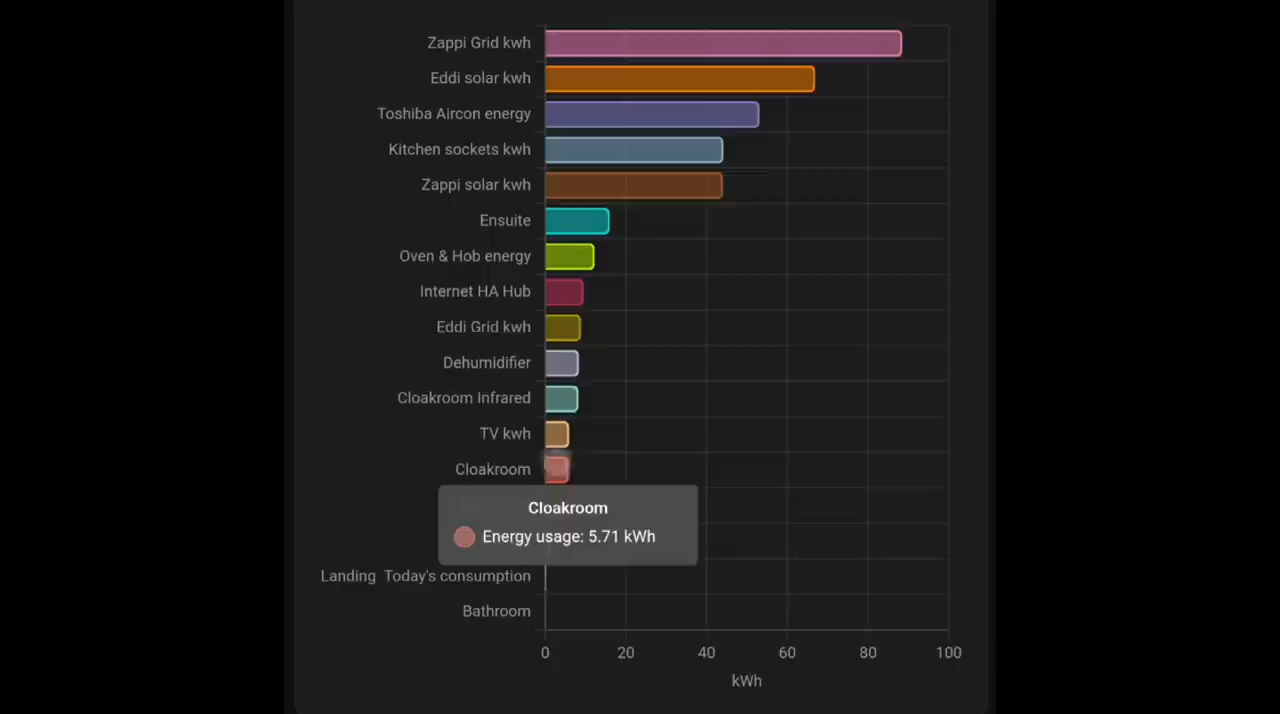 Zappi Grid kwh
Eddi solar kwh
Toshiba Aircon energy
Kitchen sockets kwh
Zappi solar kwh
Ensuite
Oven & Hob energy
Internet HA Hub
Eddi Grid kwh
Dehumidifier
Cloakroom Infrared
TV kwh
Cloakroom
Cloakroom
Energy usage: 5.71 kWh
Landing Today's consumption
Bathroom
0 20 40 60 80 100
kWh